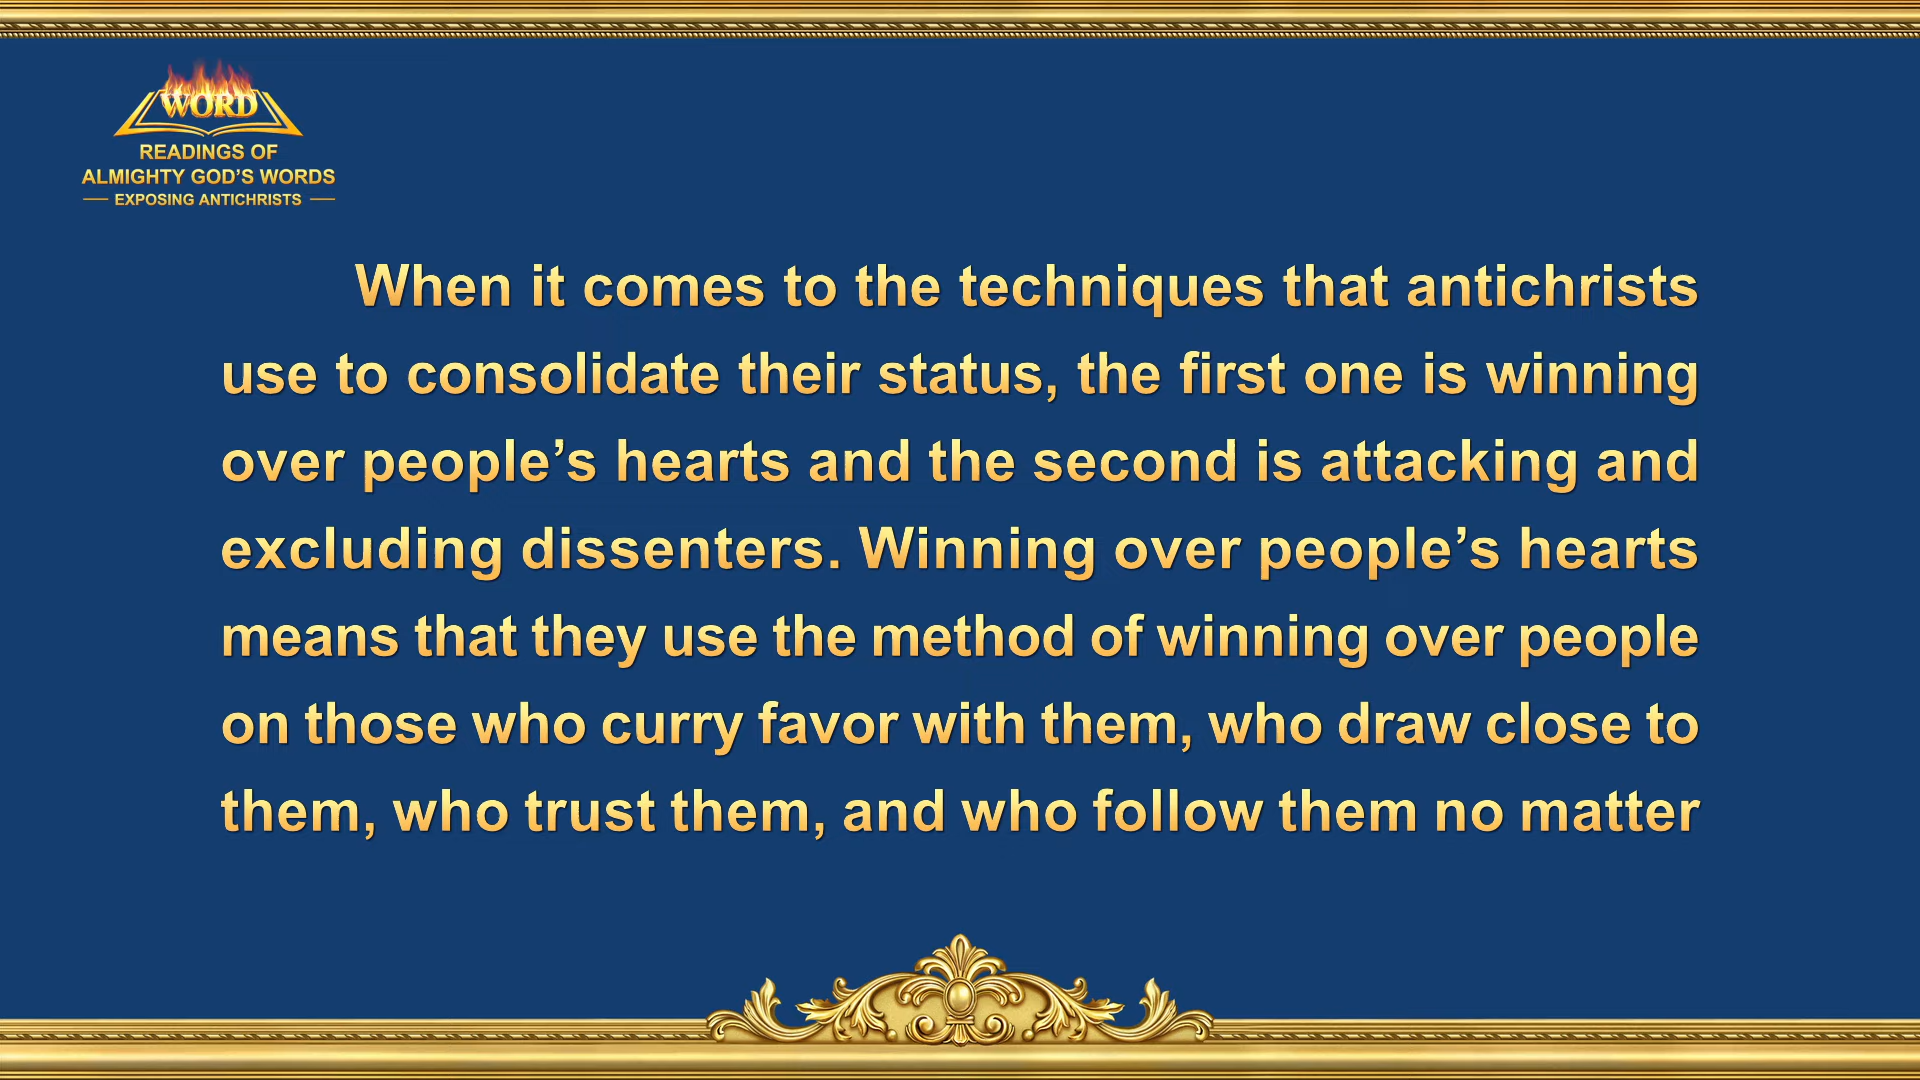 WORD
READINGS OF
ALMIGHTY GOD’S WORDS
EXPOSING ANTICHRISTS
When it comes to the techniques that antichrists
use to consolidate their status, the first one is winning
over people’s hearts and the second is attacking and
excluding dissenters. Winning over people’s hearts
means that they use the method of winning over people
on those who curry favor with them, who draw close to
them, who trust them, and who follow them no matter